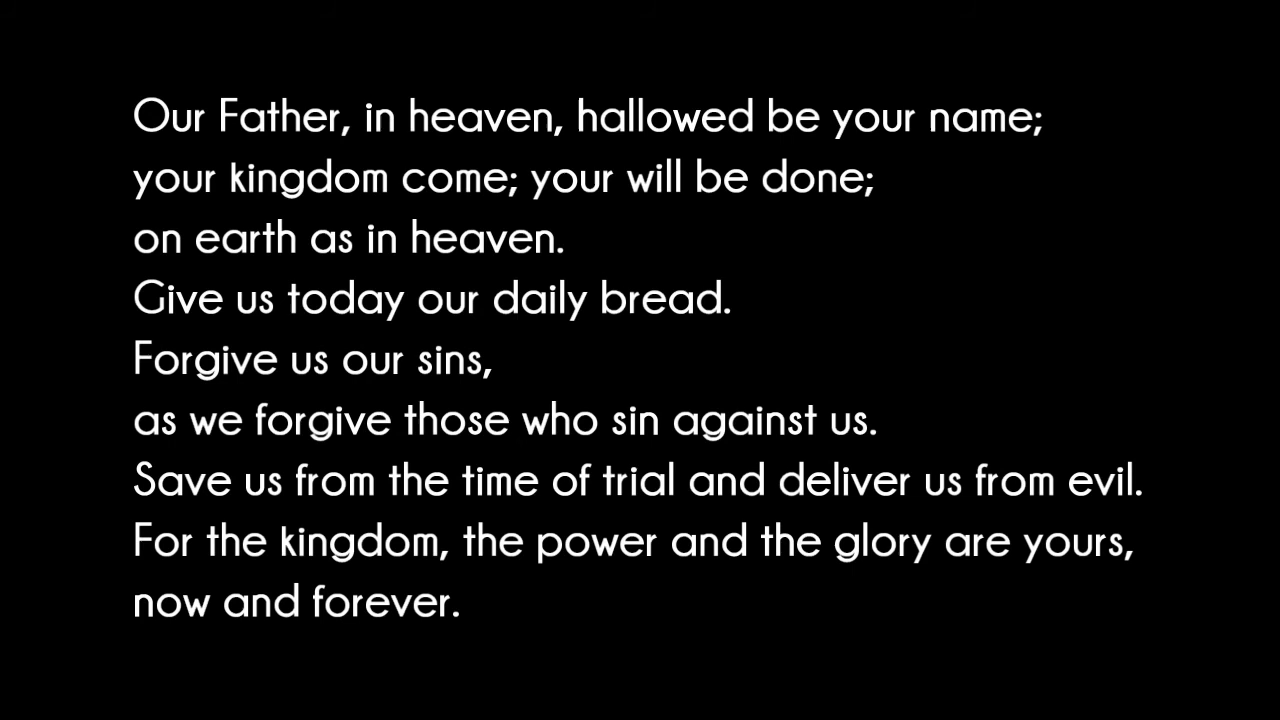 Our Father, in heaven, hallowed be your name;
your kingdom come; your will be done;
on earth as in heaven.
Give us today our daily bread.
Forgive us our sins,
as we forgive those who sin against us.
Save us from the time of trial and deliver us from evil.
For the kingdom, the power and the glory are yours,
now and forever.